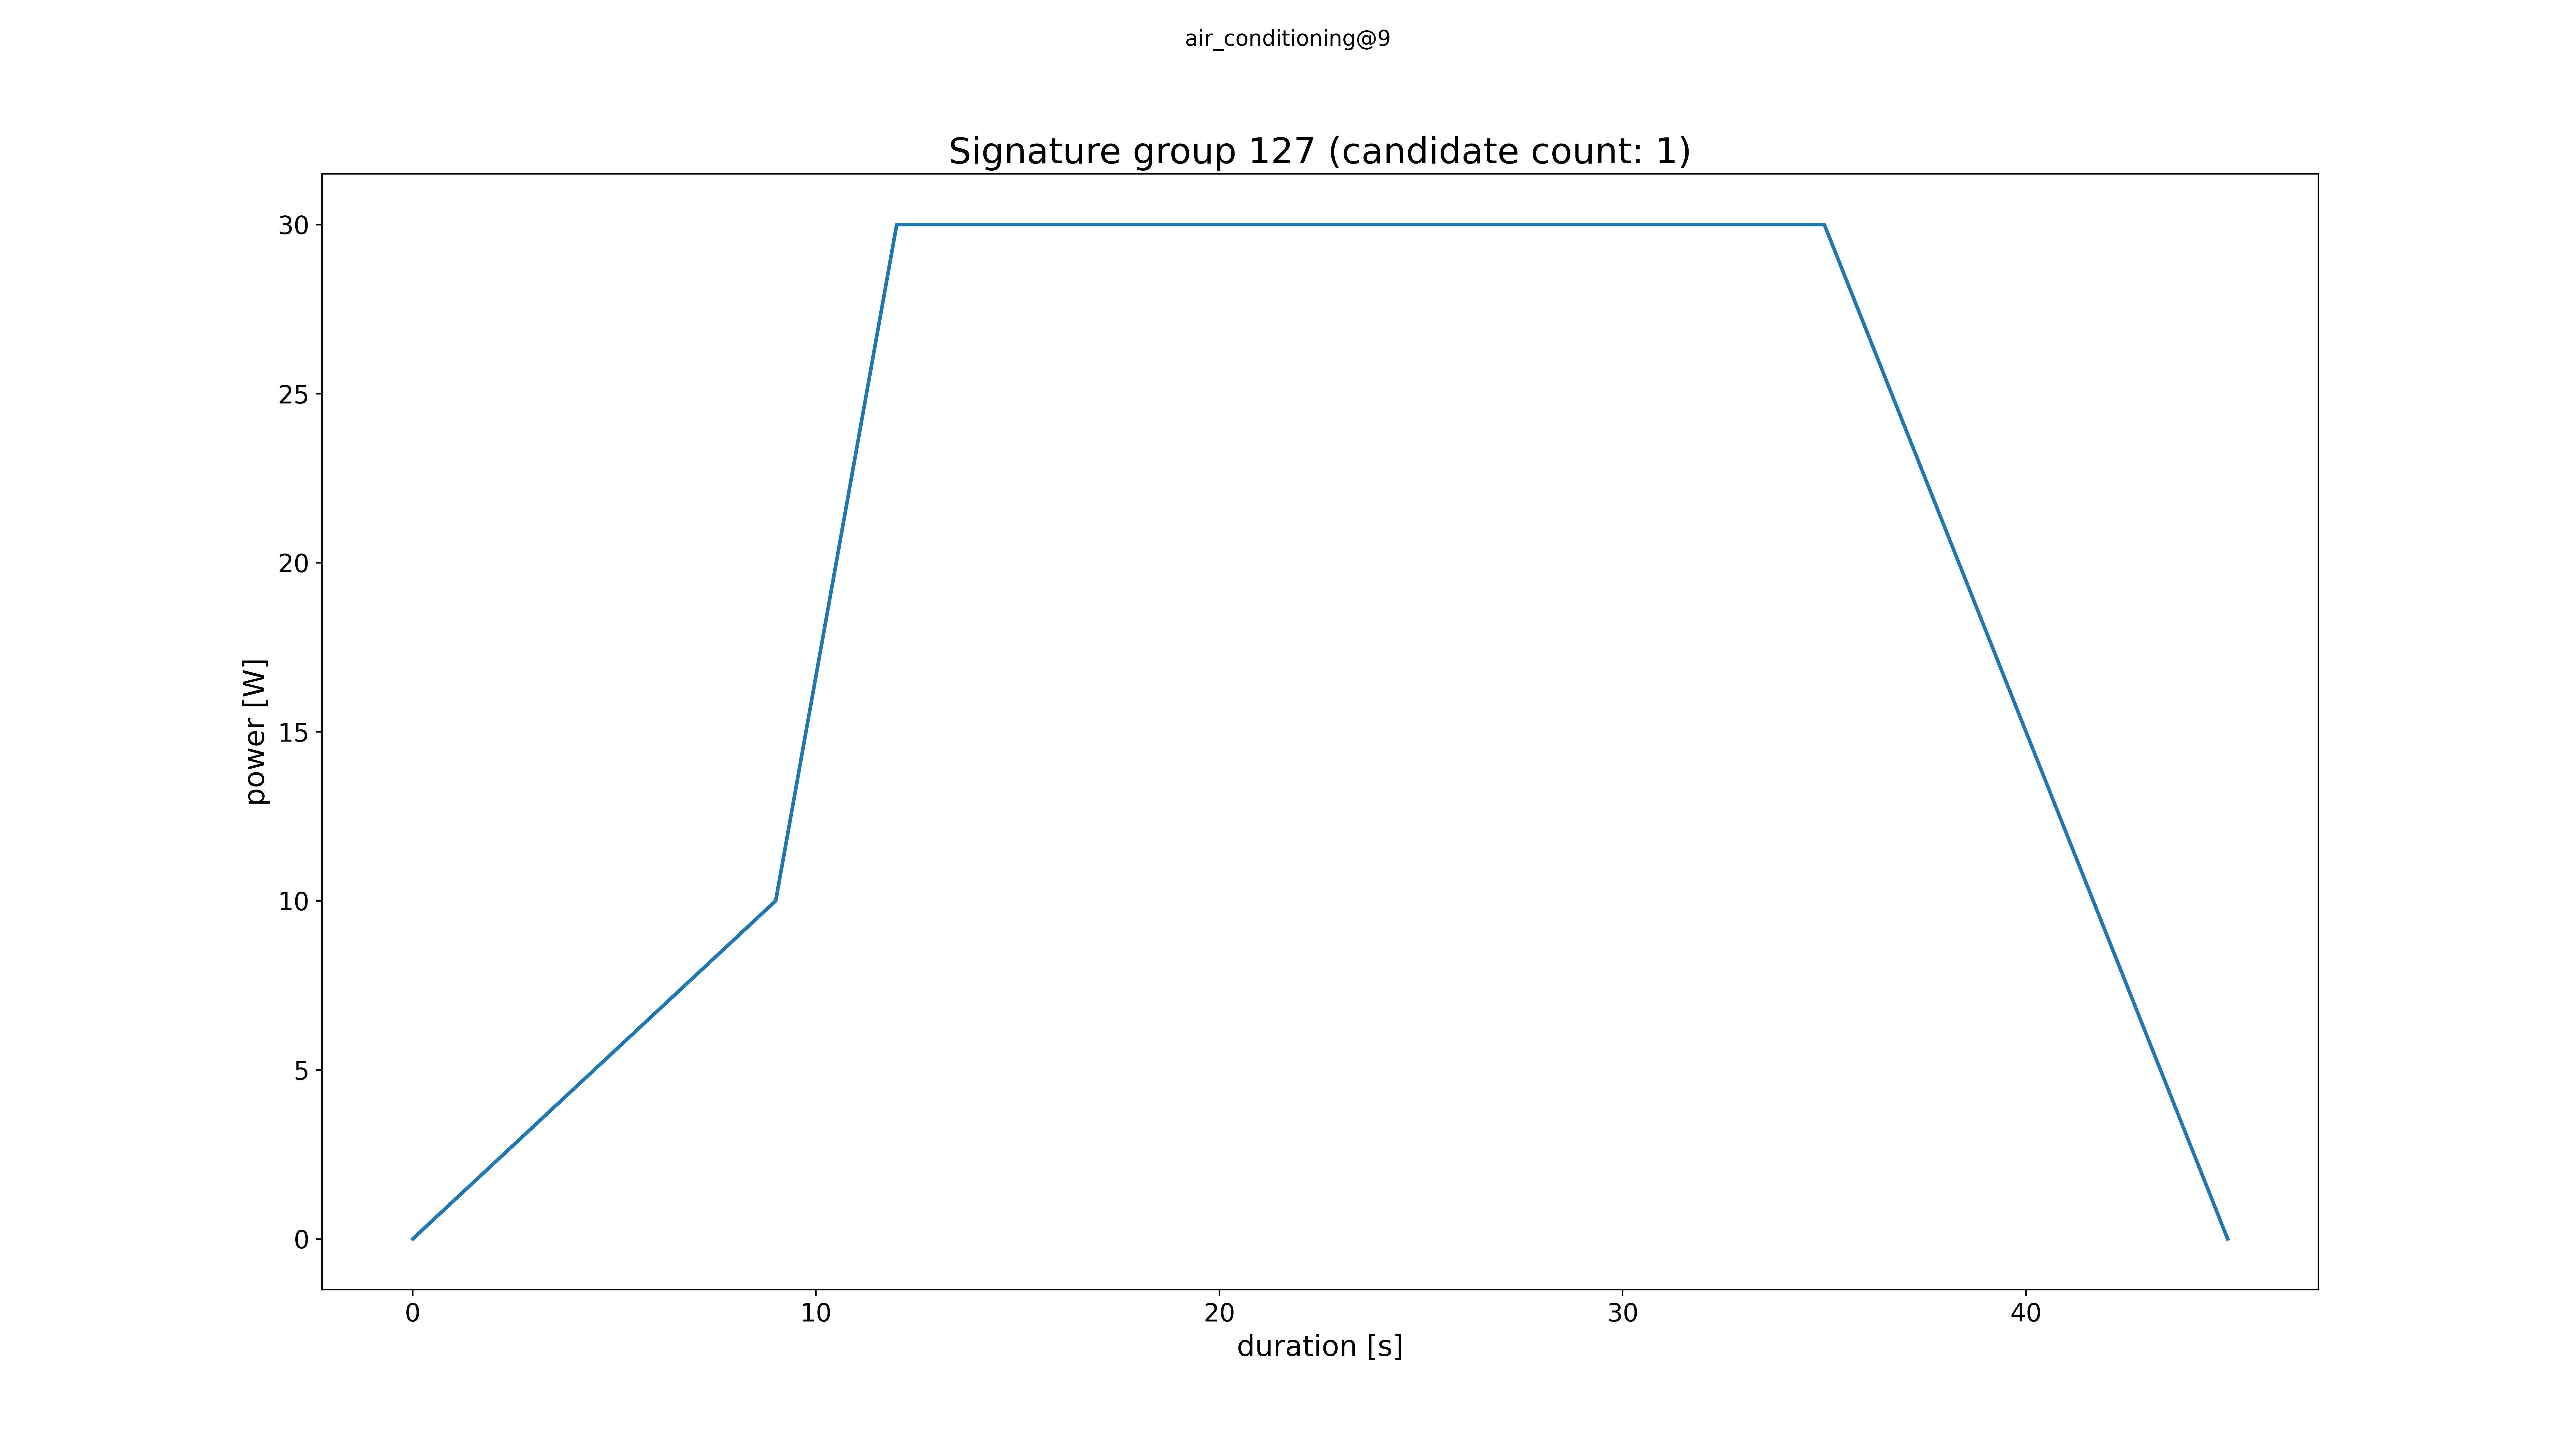 air_conditioning@9
Signature group 127 (candidate count: 1)
30
25
20
15
10
5
0
power [W]
0 10 20 30 40
duration [s]